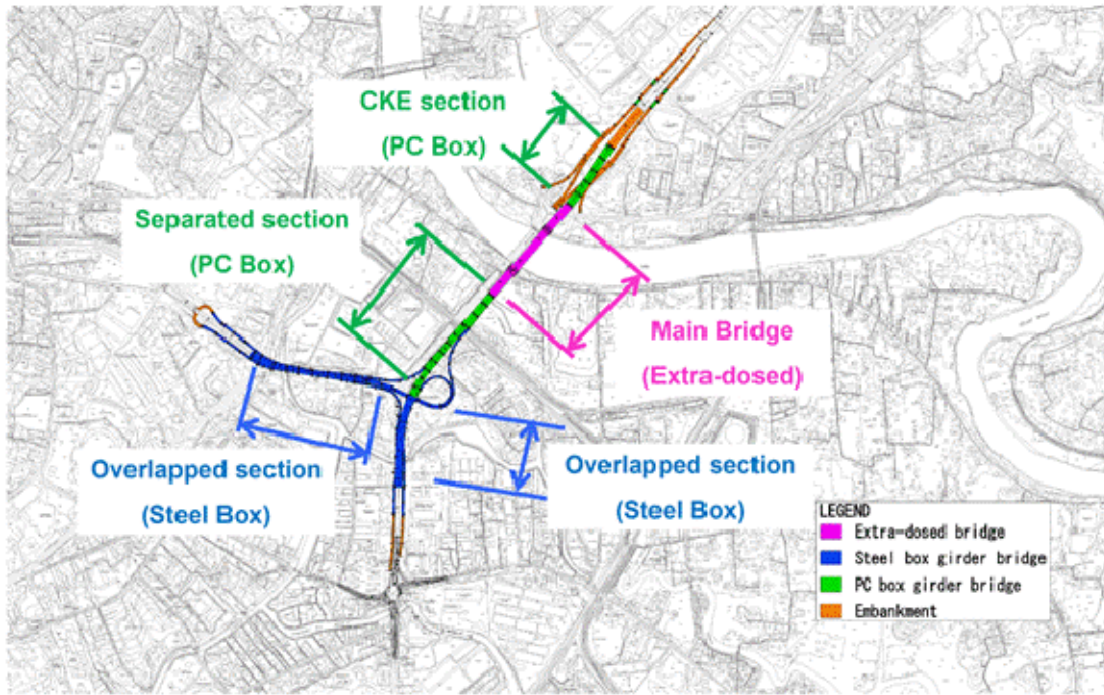 CKE section
(PC Box)
Separated section
(PC Box)
Main Bridge
(Extra-dosed)
Overlapped section
(Steel Box)
Overlapped section
(Steel Box)
LEGEND
Extra-dosed bridge
Steel box girder bridge
PC box girder bridge
Embankment